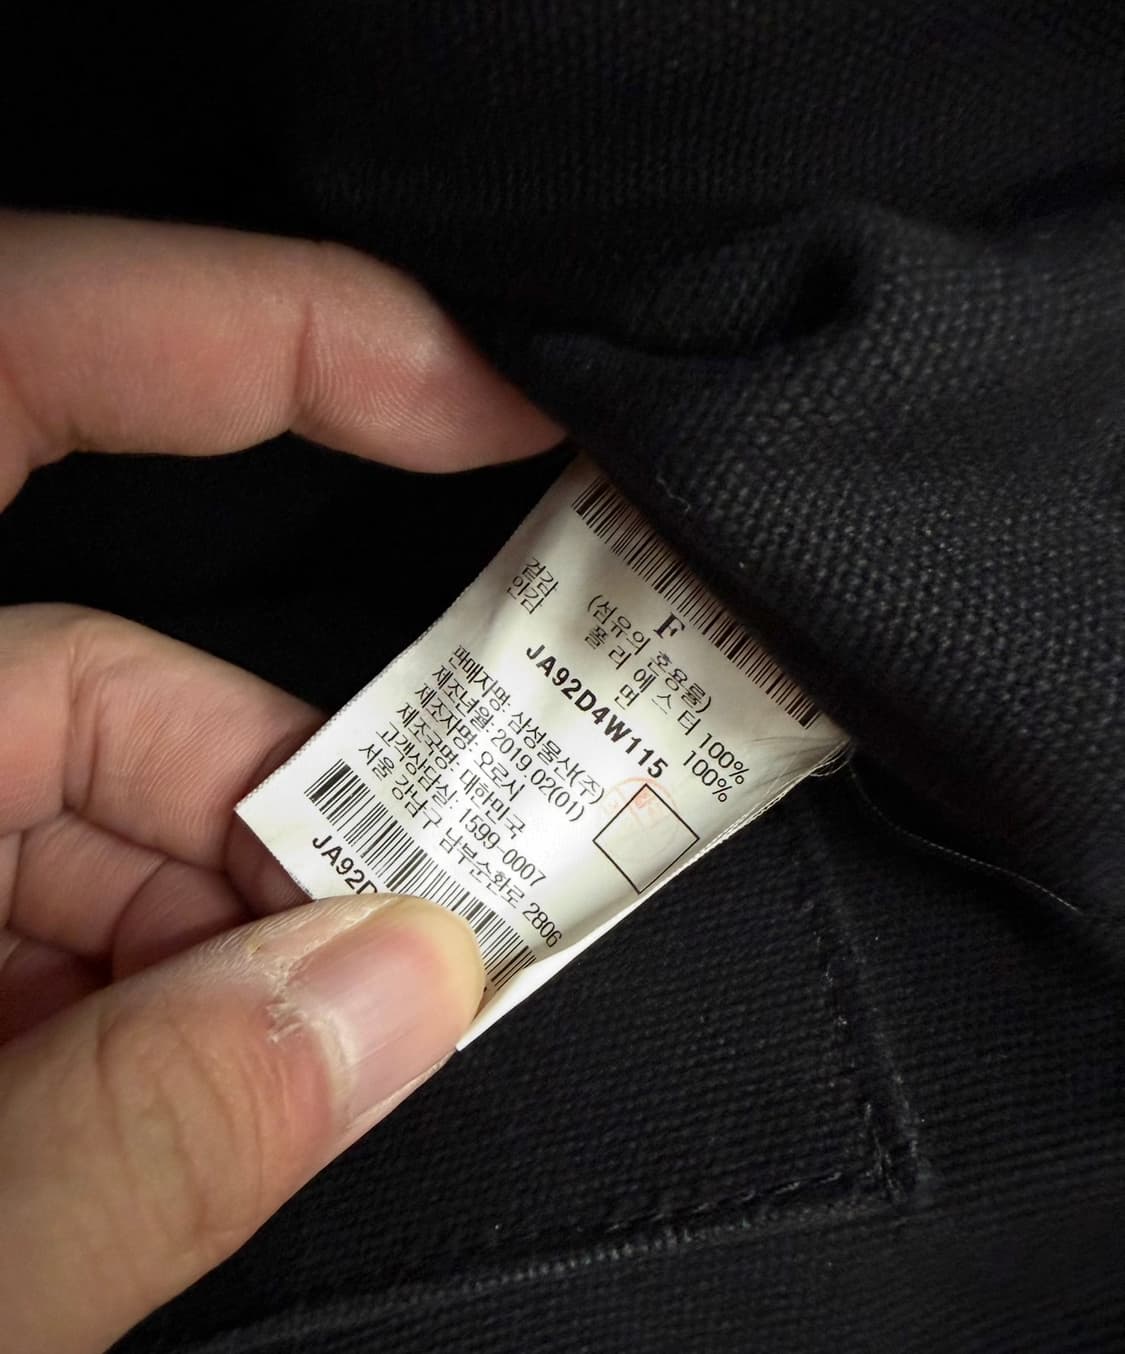 F
(섬유의 혼용률)
겉감 폴리에스터 100%
안감 면 100%
JA92D4W115
판매자명: 삼성물산(주)
제조년월: 2019.02(01)
제조자명: 오로시
제조국명: 대한민국
고객상담실: 1599-0007
서울 강남구 남부순환로 2806
JA92D